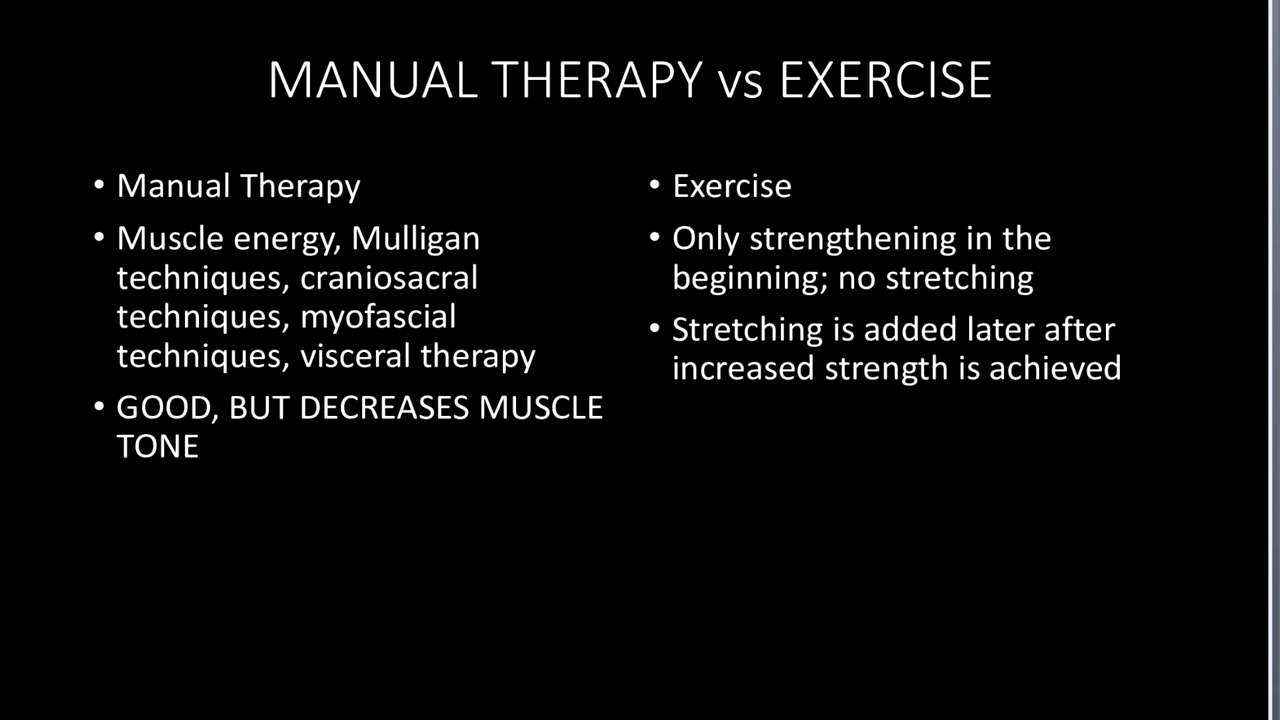 MANUAL THERAPY vs EXERCISE
• Manual Therapy
• Muscle energy, Mulligan
techniques, craniosacral
techniques, myofascial
techniques, visceral therapy
• GOOD, BUT DECREASES MUSCLE
TONE
• Exercise
• Only strengthening in the
beginning; no stretching
• Stretching is added later after
increased strength is achieved